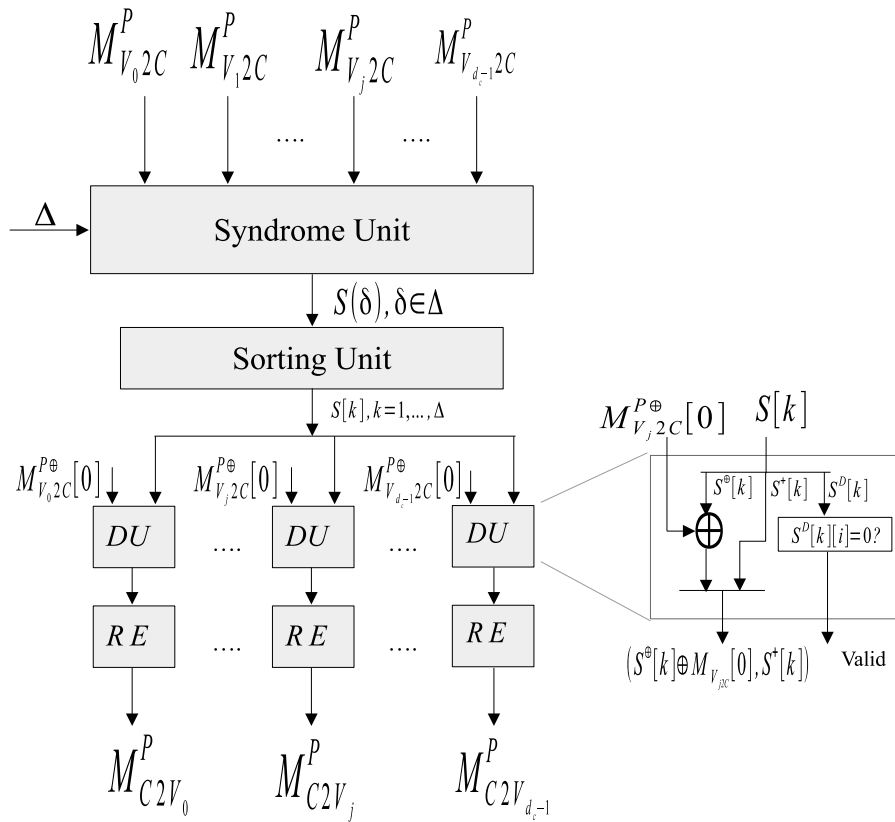 M^P_{V_0 2C} M^P_{V_1 2C} M^P_{V_j 2C} M^P_{V_{d_c-1} 2C}
.... ....
Δ
Syndrome Unit
S(δ), δ∈Δ
Sorting Unit
S[k], k=1,..., Δ
M^{P⊕}_{V_0 2C}[0] M^{P⊕}_{V_j 2C}[0] M^{P⊕}_{V_{d_c-1} 2C}[0]
DU .... DU .... DU
RE .... RE .... RE
M^P_{C2V_0} M^P_{C2V_j} M^P_{C2V_{d_c-1}}
M^{P⊕}_{V_j 2C}[0] S[k]
S^⊕[k] S^+[k] S^D[k]
⊕ S^D[k][i]=0?
(S^⊕[k]⊕M_{V_{j2C}}[0], S^+[k]) Valid